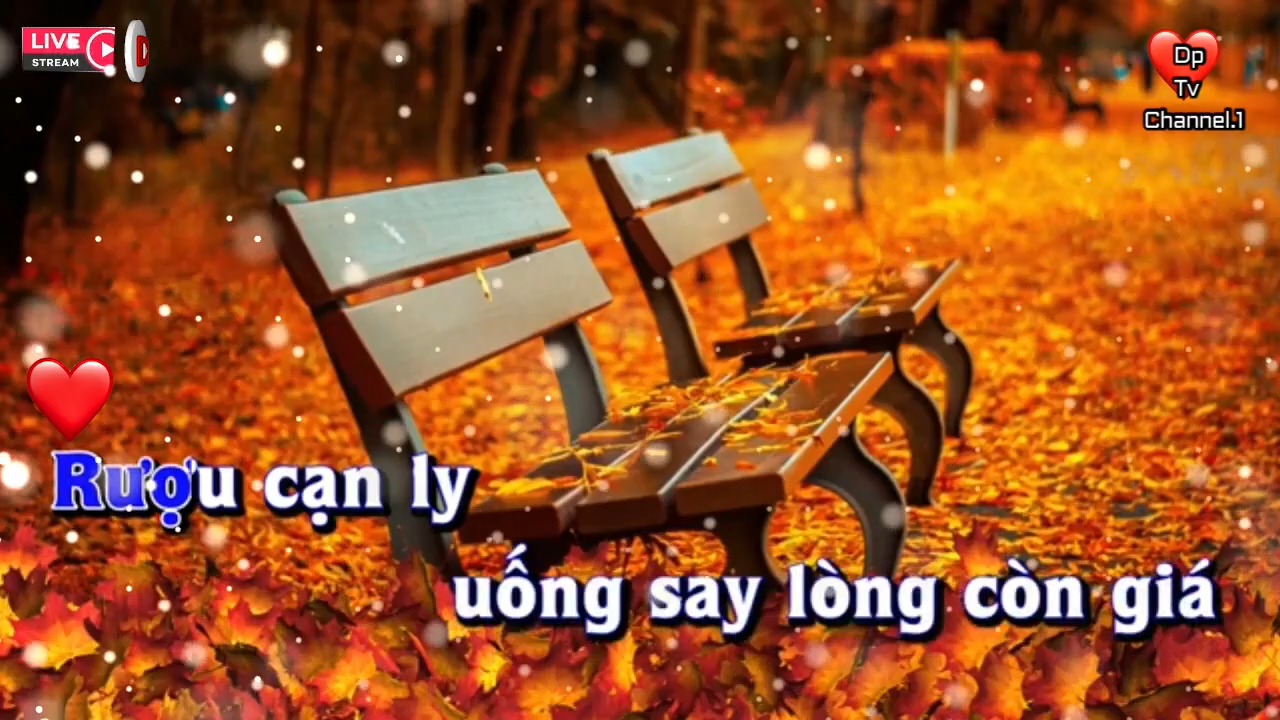 LIVE
STREAM
Dp
Tv
Channel.1
Rượu cạn ly
uống say lòng còn giá